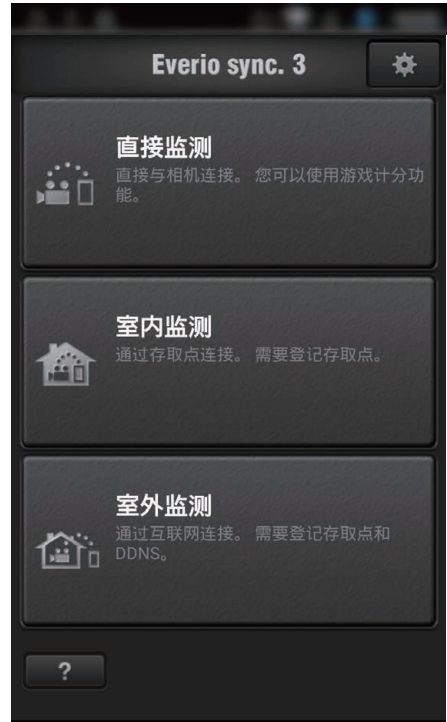 Everio sync. 3
直接监测
直接与相机连接。 您可以使用游戏计分功
能。
室内监测
通过存取点连接。 需要登记存取点。
室外监测
通过互联网连接。 需要登记存取点和
DDNS。
?